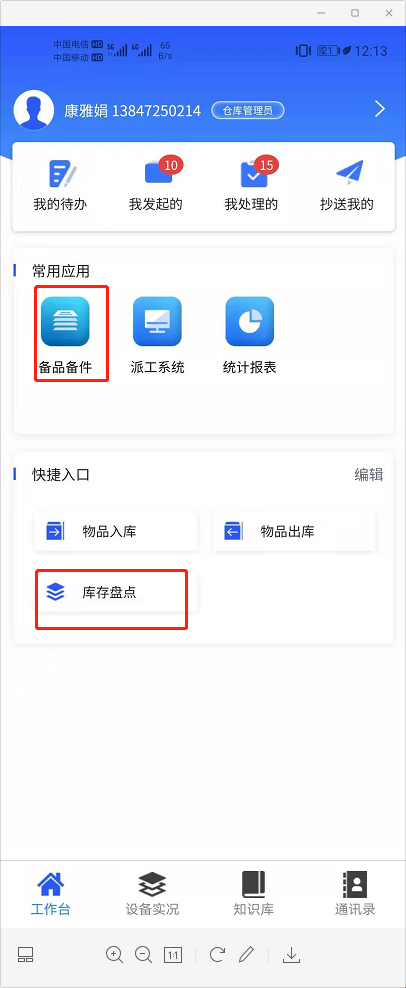 中国电信 HD 5G 4G 65 B/s 21 12:13
中国移动 HD
康雅娟 13847250214 仓库管理员
10 15
我的待办 我发起的 我处理的 抄送我的
常用应用
备品备件 派工系统 统计报表
快捷入口 编辑
物品入库 物品出库
库存盘点
工作台 设备实况 知识库 通讯录
1:1